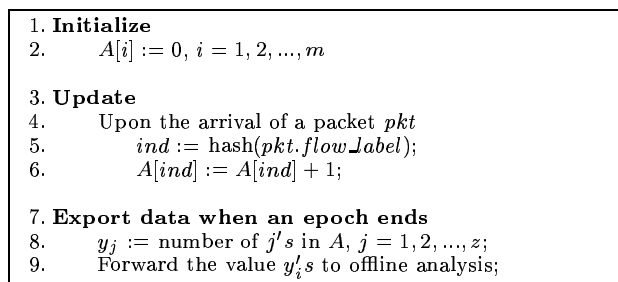 1. Initialize
2. A[i] := 0, i = 1, 2, ..., m
3. Update
4. Upon the arrival of a packet pkt
5. ind := hash(pkt.flow_label);
6. A[ind] := A[ind] + 1;
7. Export data when an epoch ends
8. y_j := number of j's in A, j = 1, 2, ..., z;
9. Forward the value y_i's to offline analysis;